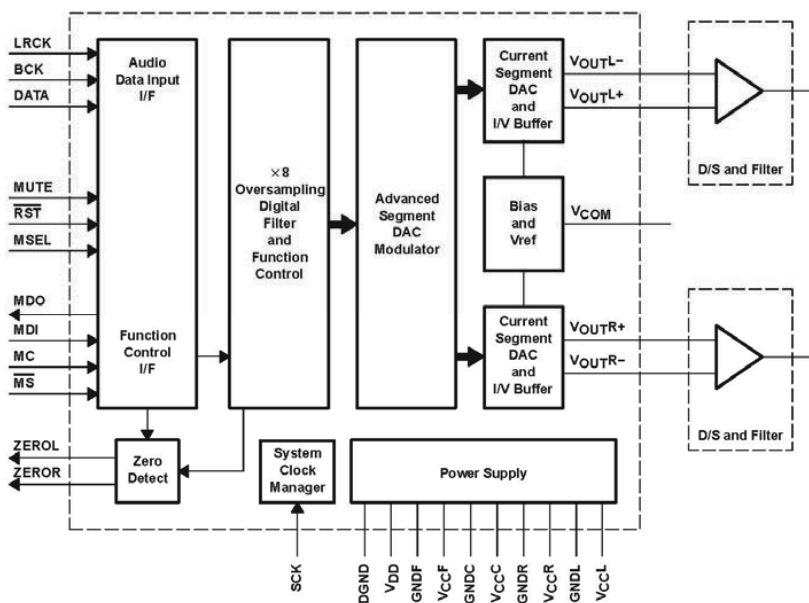 LRCK
BCK
DATA
MUTE
RST
MSEL
MDO
MDI
MC
MS
ZEROL
ZEROR
Audio
Data Input
I/F
Function
Control
I/F
×8
Oversampling
Digital
Filter
and
Function
Control
Advanced
Segment
DAC
Modulator
Current
Segment
DAC
and
I/V Buffer
Bias
and
Vref
Current
Segment
DAC
and
I/V Buffer
VOUTL–
VOUTL+
VCOM
VOUTR+
VOUTR–
D/S and Filter
D/S and Filter
Zero
Detect
System
Clock
Manager
Power Supply
SCK
DGND
VDD
GNDF
VCCF
GNDC
VCCC
GNDR
VCCR
GNDL
VCCL